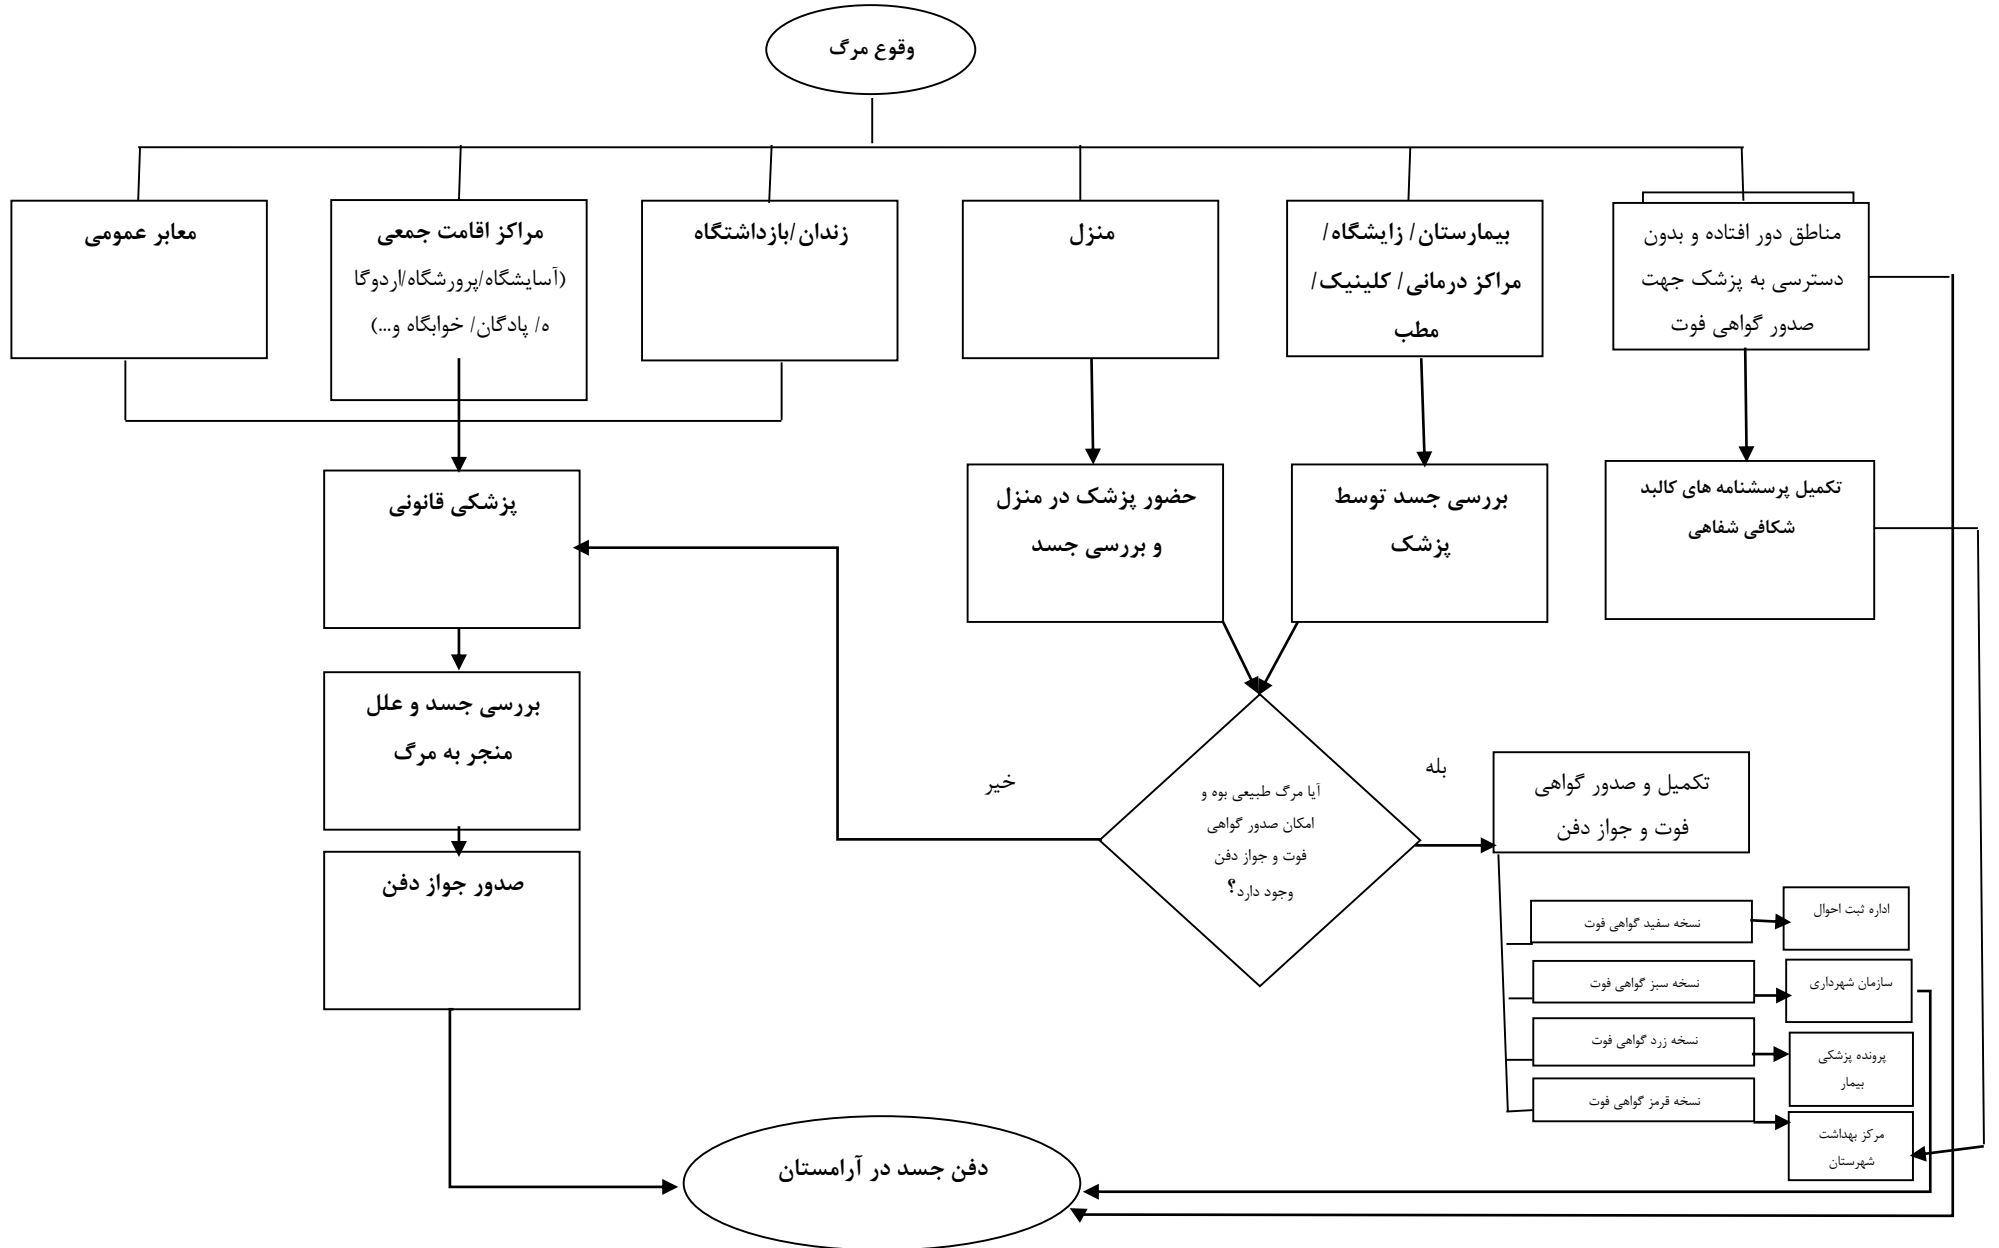 وقوع مرگ
مناطق دور افتاده و بدون
دسترسی به پزشک جهت
صدور گواهی فوت
بیمارستان/ زایشگاه/
مراکز درمانی/ کلینیک/
مطب
منزل
زندان/بازداشتگاه
مراکز اقامت جمعی
(آسایشگاه/پرورشگاه/اردوگا
ه/ پادگان/ خوابگاه و...)
معابر عمومی
تکمیل پرسشنامه های کالبد
شکافی شفاهی
بررسی جسد توسط
پزشک
حضور پزشک در منزل
و بررسی جسد
پزشکی قانونی
بررسی جسد و علل
منجر به مرگ
صدور جواز دفن
آیا مرگ طبیعی بوه و
امکان صدور گواهی
فوت و جواز دفن
وجود دارد؟
بله
خیر
تکمیل و صدور گواهی
فوت و جواز دفن
نسخه سفید گواهی فوت
اداره ثبت احوال
نسخه سبز گواهی فوت
سازمان شهرداری
نسخه زرد گواهی فوت
پرونده پزشکی
بیمار
نسخه قرمز گواهی فوت
مرکز بهداشت
شهرستان
دفن جسد در آرامستان